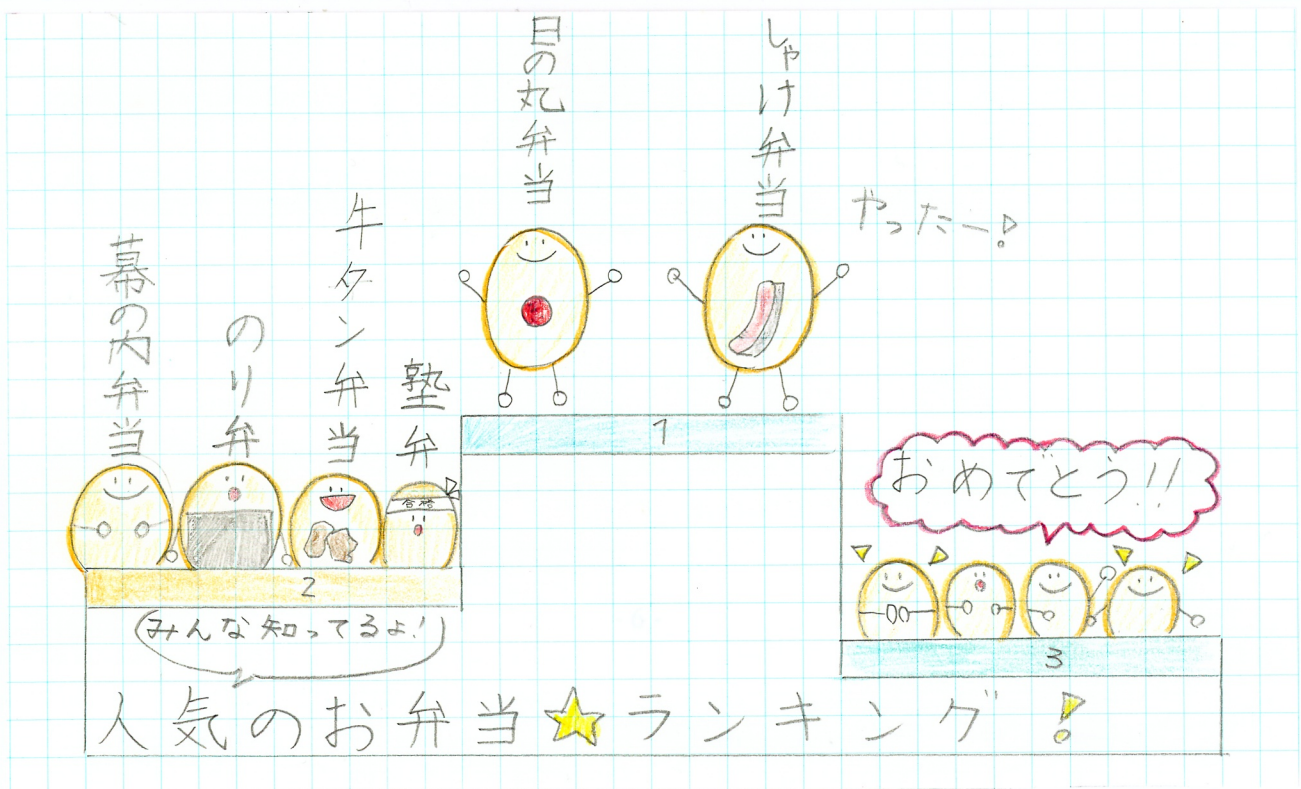 日の丸弁当
しゃけ弁当
やったー!
幕の内弁当
のり弁
牛タン弁当
塾弁
合格
1
2
3
おめでとう!!
みんな知ってるよ!
人気のお弁当★ランキング!